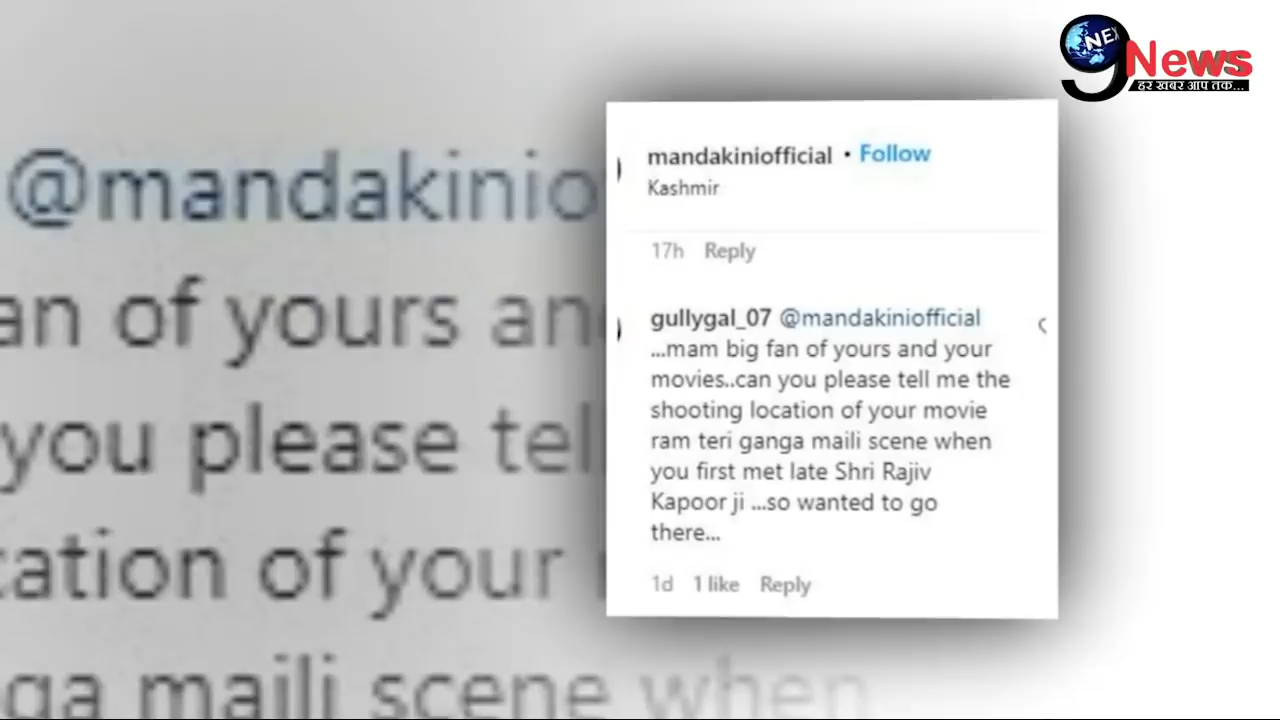 9
NEX
News
हर खबर आप तक...
@mandakinio
an of yours an
you please tel
cation of your
ga maili scene when
mandakiniofficial • Follow
Kashmir
17h Reply
gullygal_07 @mandakiniofficial
...mam big fan of yours and your
movies..can you please tell me the
shooting location of your movie
ram teri ganga maili scene when
you first met late Shri Rajiv
Kapoor ji ...so wanted to go
there...
1d 1 like Reply